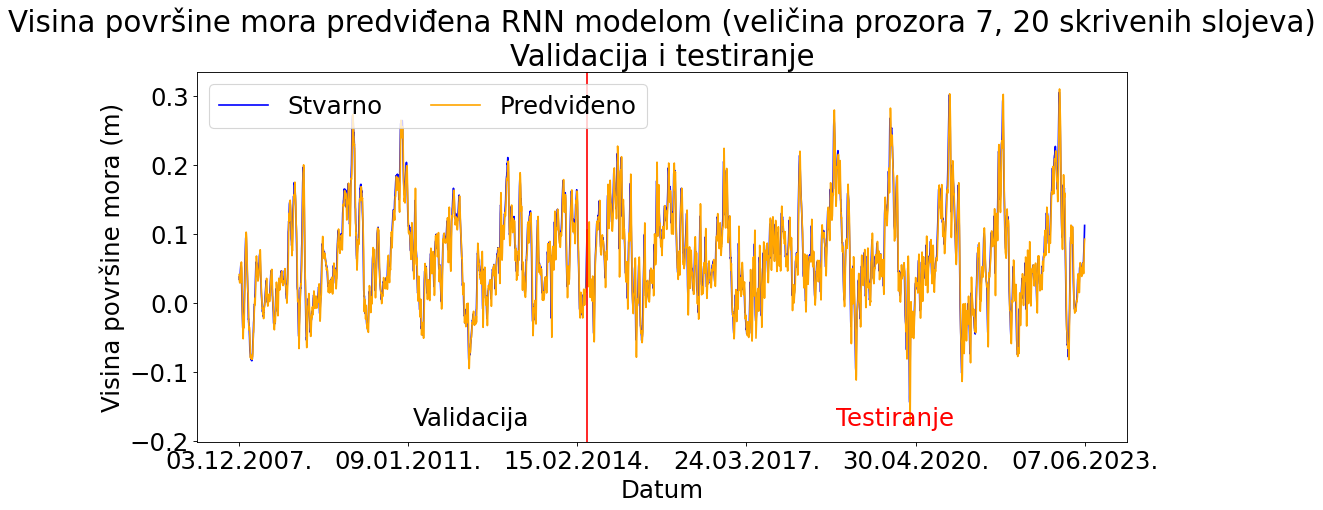 Visina površine mora predviđena RNN modelom (veličina prozora 7, 20 skrivenih slojeva)
Validacija i testiranje
Stvarno
Predviđeno
Visina površine mora (m)
0.3
0.2
0.1
0.0
−0.1
−0.2
Validacija
Testiranje
03.12.2007.
09.01.2011.
15.02.2014.
24.03.2017.
30.04.2020.
07.06.2023.
Datum